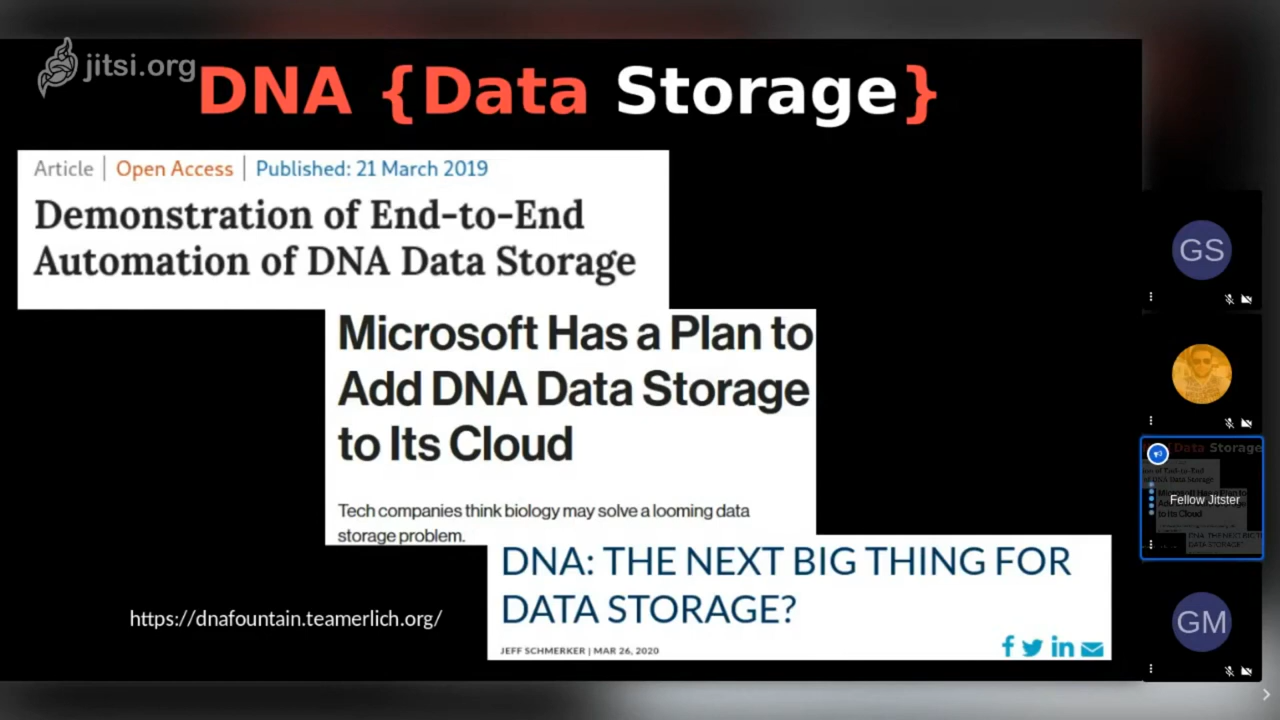 jitsi.org
DNA {Data Storage}
Article | Open Access | Published: 21 March 2019
Demonstration of End-to-End
Automation of DNA Data Storage
Microsoft Has a Plan to
Add DNA Data Storage
to Its Cloud
Tech companies think biology may solve a looming data
storage problem.
DNA: THE NEXT BIG THING FOR
DATA STORAGE?
JEFF SCHMERKER | MAR 26, 2020
https://dnafountain.teamerlich.org/
GS
Fellow Jitster
GM